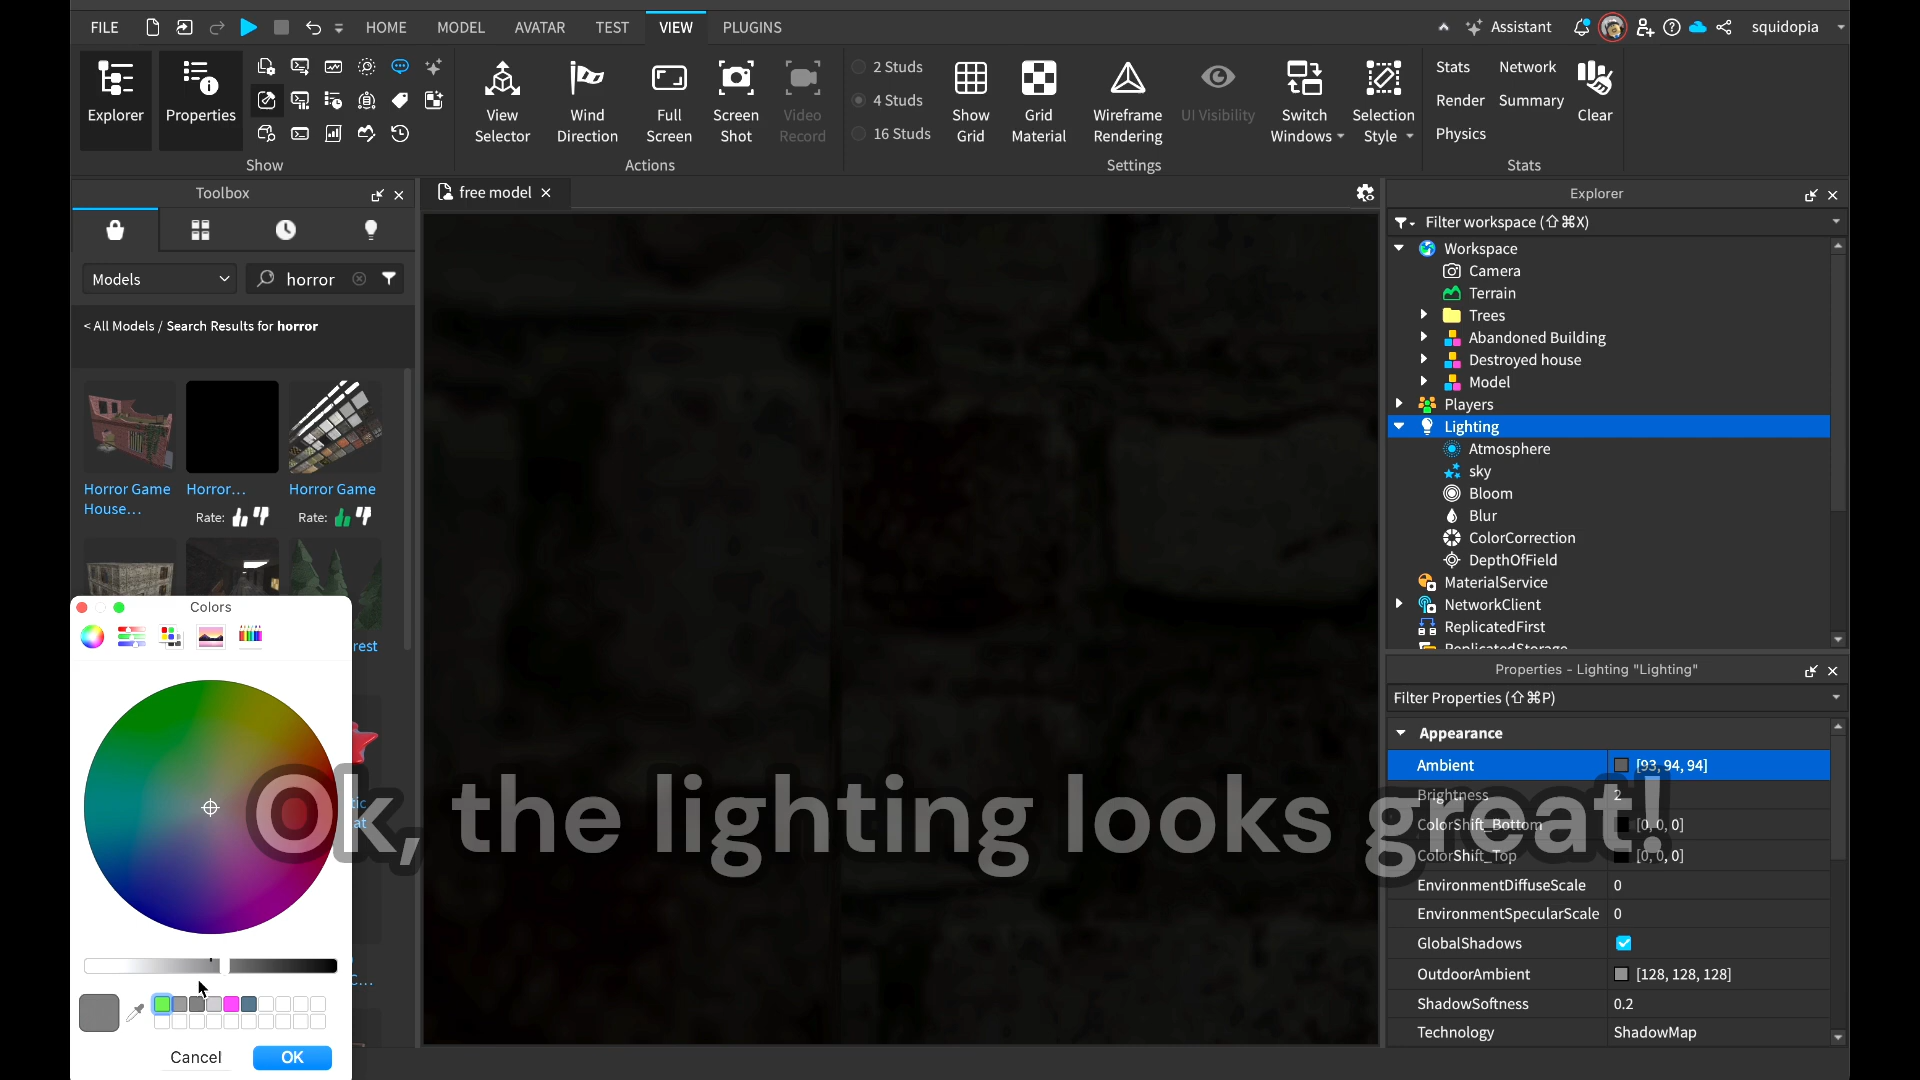 FILE HOME MODEL AVATAR TEST VIEW PLUGINS Assistant squidopia
Explorer
Properties
Show
View
Selector
Wind
Direction
Full
Screen
Screen
Shot
Video
Record
Actions
2 Studs
4 Studs
16 Studs
Show
Grid
Grid
Material
Wireframe
Rendering
UI Visibility
Switch
Windows
Selection
Style
Settings
Stats Network
Render Summary
Physics
Clear
Stats
Toolbox
Models
horror
< All Models / Search Results for horror
Horror Game
House...
Horror...
Rate:
Horror Game
Rate:
rest
tic
at
C...
Colors
Cancel
OK
free model
Ok, the lighting looks great!
Explorer
Filter workspace (⇧⌘X)
Workspace
Camera
Terrain
Trees
Abandoned Building
Destroyed house
Model
Players
Lighting
Atmosphere
sky
Bloom
Blur
ColorCorrection
DepthOfField
MaterialService
NetworkClient
ReplicatedFirst
ReplicatedStorage
Properties - Lighting "Lighting"
Filter Properties (⇧⌘P)
Appearance
Ambient [93, 94, 94]
Brightness 2
ColorShift_Bottom [0, 0, 0]
ColorShift_Top [0, 0, 0]
EnvironmentDiffuseScale 0
EnvironmentSpecularScale 0
GlobalShadows
OutdoorAmbient [128, 128, 128]
ShadowSoftness 0.2
Technology ShadowMap